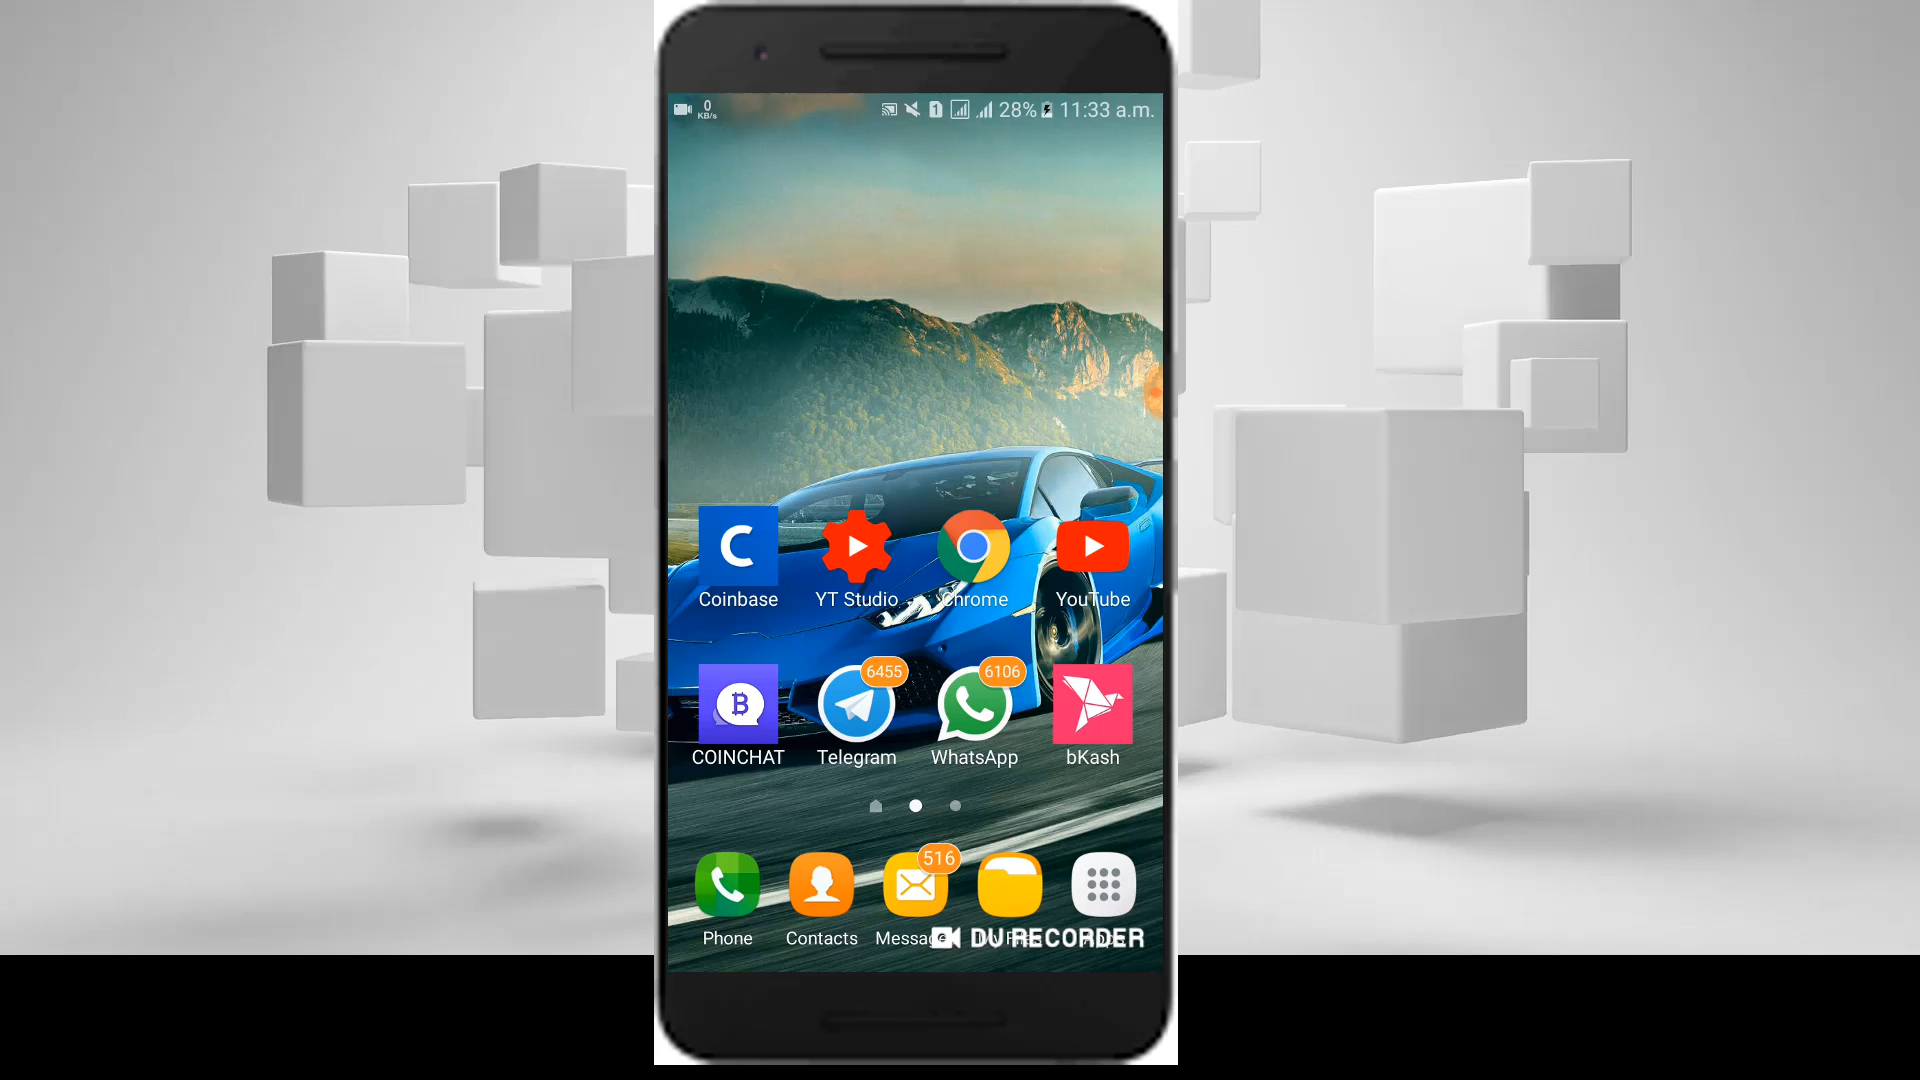 0
KB/s
1
28%
11:33 a.m.
Coinbase
YT Studio
Chrome
YouTube
6455
6106
COINCHAT
Telegram
WhatsApp
bKash
516
Phone
Contacts
DU RECORDER